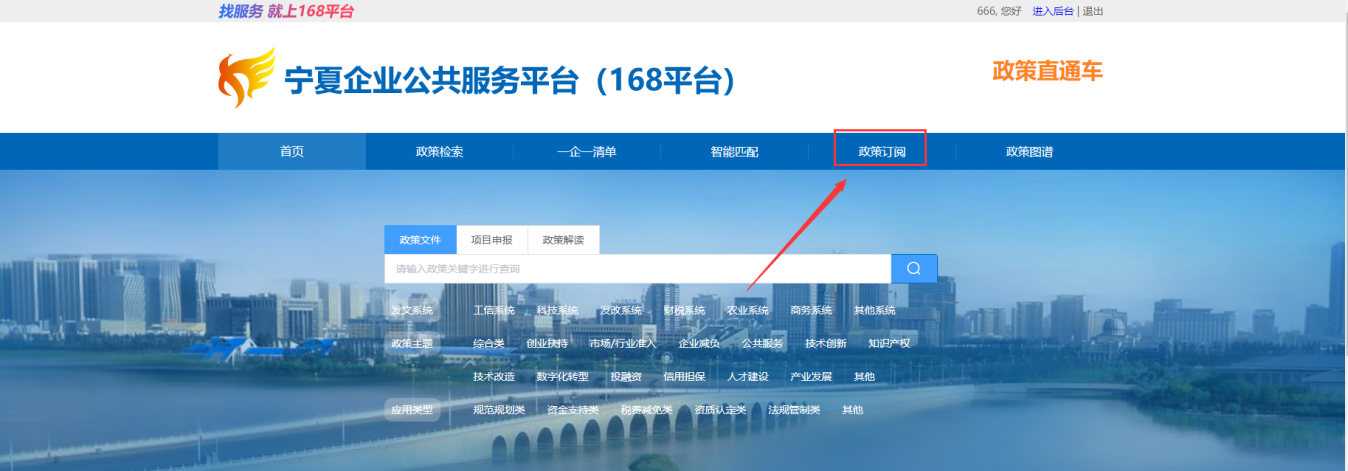 找服务 就上168平台
666, 您好 进入后台 | 退出
宁夏企业公共服务平台（168平台）
政策直通车
首页 政策检索 一企一清单 智能匹配 政策订阅 政策图谱
政策文件 项目申报 政策解读
请输入政策关键字进行查询
发文系统 工信系统 科技系统 发改系统 财税系统 农业系统 商务系统 其他系统
政策主题 综合类 创业扶持 市场/行业准入 企业减负 公共服务 技术创新 知识产权
技术改造 数字化转型 投融资 信用担保 人才建设 产业发展 其他
应用类型 规范规划类 资金支持类 税费减免类 资质认定类 法规管制类 其他